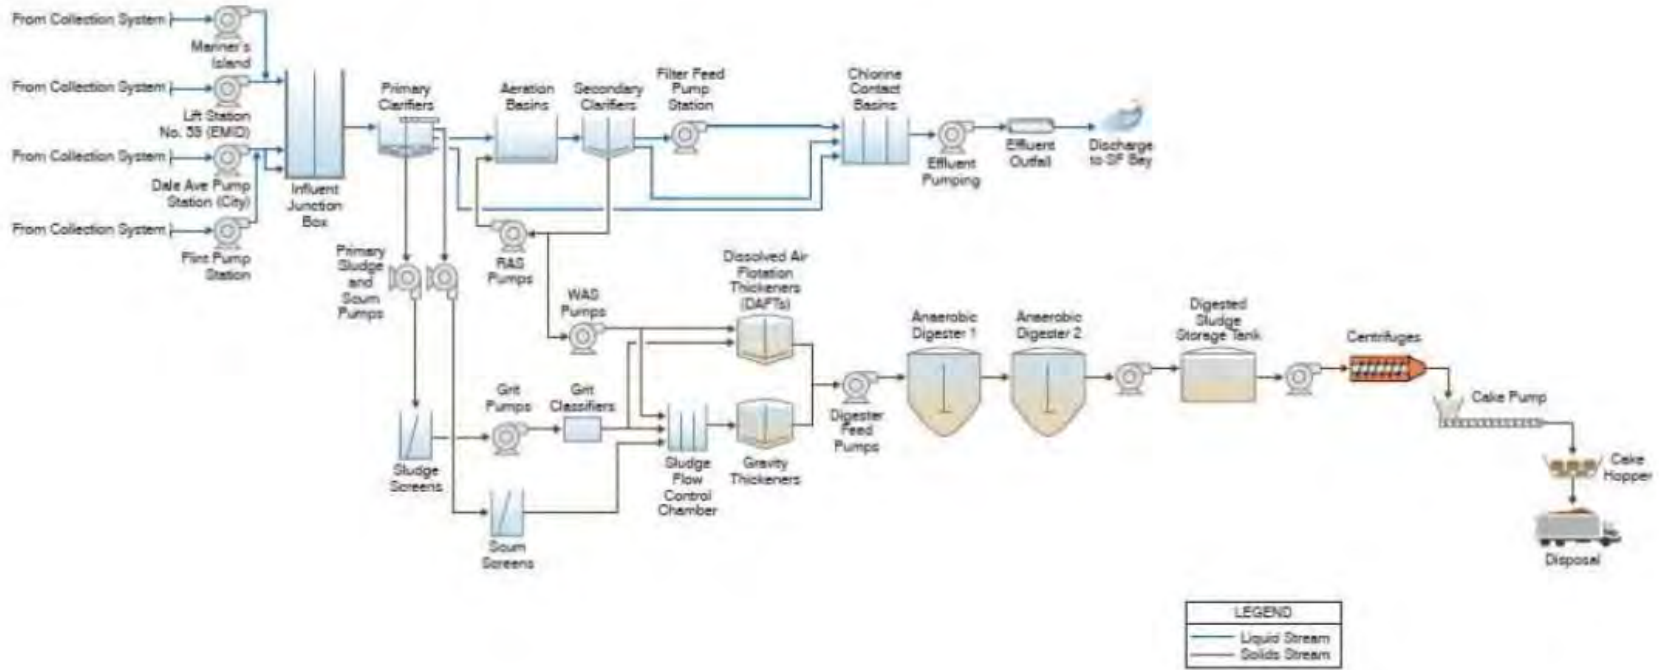 From Collection System
Mariner's
Island
From Collection System
Lift Station
No. 59 (EMID)
From Collection System
Dale Ave Pump
Station (City)
From Collection System
Flint Pump
Station
Influent
Junction
Box
Primary
Clarifiers
Aeration
Basins
Secondary
Clarifiers
Filter Feed
Pump
Station
Chlorine
Contact
Basins
Effluent
Pumping
Effluent
Outfall
Discharge
to SF Bay
Primary
Sludge
and
Scum
Pumps
RAS
Pumps
WAS
Pumps
Dissolved Air
Flotation
Thickeners
(DAFTs)
Grit
Pumps
Grit
Classifiers
Sludge
Screens
Scum
Screens
Sludge
Flow
Control
Chamber
Gravity
Thickeners
Digester
Feed
Pumps
Anaerobic
Digester 1
Anaerobic
Digester 2
Digested
Sludge
Storage Tank
Centrifuges
Cake Pump
Cake
Hopper
Disposal
LEGEND
Liquid Stream
Solids Stream